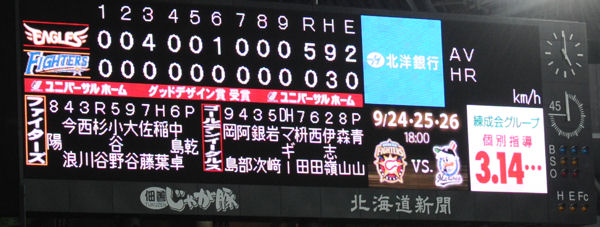 1 2 3 4 5 6 7 8 9 R H E
EAGLES 0 0 4 0 0 1 0 0 0 5 9 2
FIGHTERS 0 0 0 0 0 0 0 0 0 0 3 0
ユニバーサル ホーム グッドデザイン賞 受賞 ユニバーサル ホーム
ファイターズ
8 4 3 R 5 9 7 H 6 P
今西杉小大佐稲中
陽 谷 島乾
浪川谷野谷藤葉卓
ゴールデンイーグルス
9 4 3 5 DH 7 6 2 8 P
岡阿銀岩マ枡西伊森青
ギ 志
島部次崎ー田田嶺山山
北洋銀行
AV
HR
km/h
9/24・25・26
18:00
FIGHTERS VS.
練成会グループ
個別指導
3.14…
45
B
S
O
H E Fc
佃善 じゃが豚
北海道新聞